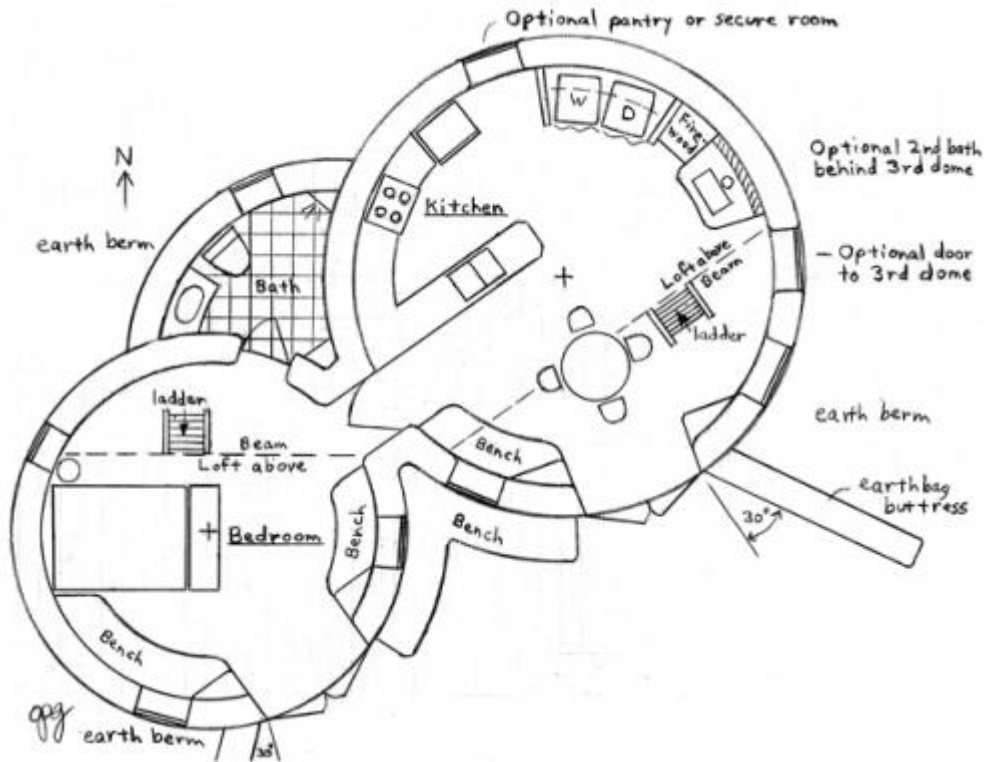 Optional pantry or secure room
W
D
Fire-
wood
Optional 2nd bath
behind 3rd dome
N
Kitchen
earth berm
Optional door
to 3rd dome
Bath
Loft above
Beam
ladder
ladder
earth berm
Beam
Loft above
Bench
Bench
earthbag
buttress
30°
Bedroom
Bench
Bench
gpg
earth berm
30°